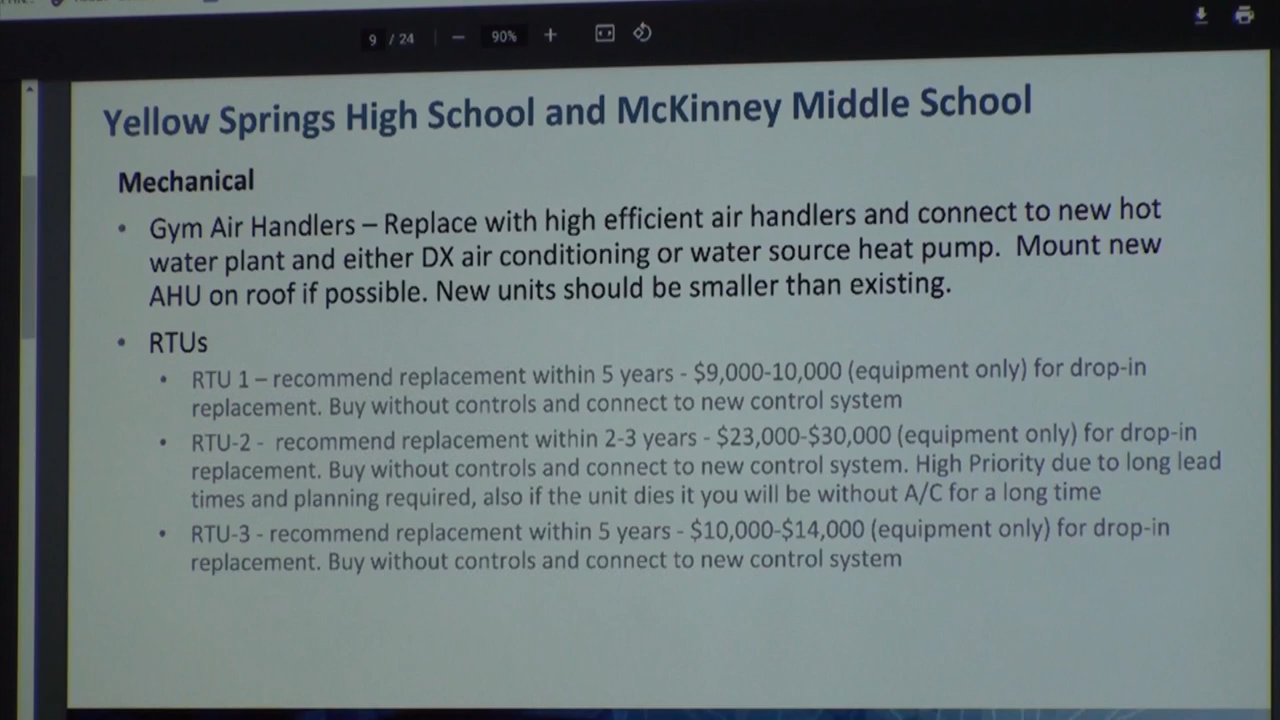 9 / 24
90%
Yellow Springs High School and McKinney Middle School
Mechanical
• Gym Air Handlers – Replace with high efficient air handlers and connect to new hot
water plant and either DX air conditioning or water source heat pump. Mount new
AHU on roof if possible. New units should be smaller than existing.
• RTUs
• RTU 1 – recommend replacement within 5 years - $9,000-10,000 (equipment only) for drop-in
replacement. Buy without controls and connect to new control system
• RTU-2 - recommend replacement within 2-3 years - $23,000-$30,000 (equipment only) for drop-in
replacement. Buy without controls and connect to new control system. High Priority due to long lead
times and planning required, also if the unit dies it you will be without A/C for a long time
• RTU-3 - recommend replacement within 5 years - $10,000-$14,000 (equipment only) for drop-in
replacement. Buy without controls and connect to new control system